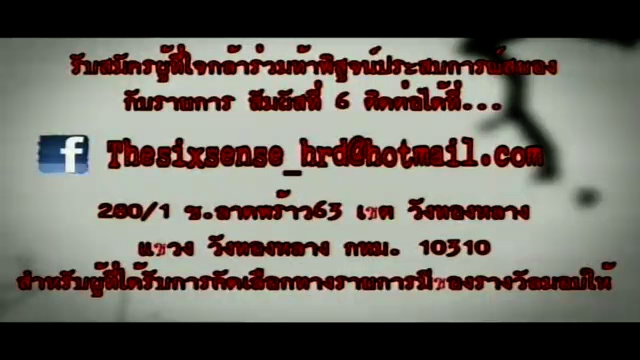 รับสมัครผู้ที่ใจกล้าร่วมท้าพิสูจน์ประสบการณ์สยอง
กับรายการ สัมผัสที่ 6 ติดต่อได้ที่...
f Thesixsense_hrd@hotmail.com
280/1 ซ.ลาดพร้าว63 เขต วังทองหลาง
แขวง วังทองหลาง กทม. 10310
สำหรับผู้ที่ได้รับการคัดเลือกทางรายการมีของรางวัลมอบให้